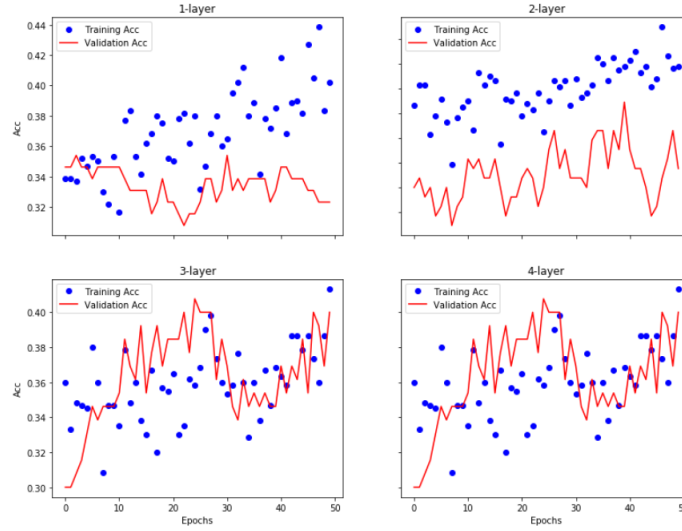 1-layer
2-layer
Training Acc
Validation Acc
Training Acc
Validation Acc
Acc
0.44
0.42
0.40
0.38
0.36
0.34
0.32
3-layer
4-layer
Training Acc
Validation Acc
Training Acc
Validation Acc
Acc
0.40
0.38
0.36
0.34
0.32
0.30
0 10 20 30 40 50
0 10 20 30 40 50
Epochs
Epochs